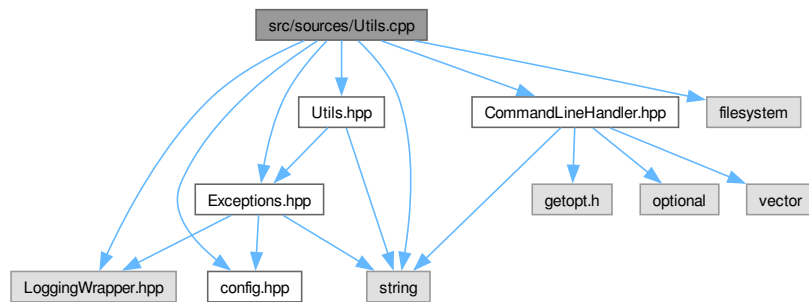 src/sources/Utils.cpp
Utils.hpp
CommandLineHandler.hpp
filesystem
Exceptions.hpp
getopt.h
optional
vector
LoggingWrapper.hpp
config.hpp
string